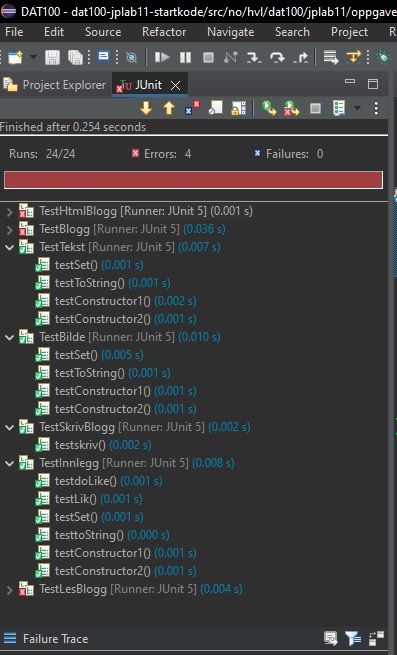 DAT100 - dat100-jplab11-startkode/src/no/hvl/dat100/jplab11/oppgave
File Edit Source Refactor Navigate Search Project
Project Explorer JUnit
Finished after 0.254 seconds
Runs: 24/24 Errors: 4 Failures: 0
TestHtmlBlogg [Runner: JUnit 5] (0.001 s)
TestBlogg [Runner: JUnit 5] (0.036 s)
TestTekst [Runner: JUnit 5] (0.007 s)
testSet() (0.001 s)
testToString() (0.001 s)
testConstructor1() (0.002 s)
testConstructor2() (0.001 s)
TestBilde [Runner: JUnit 5] (0.010 s)
testSet() (0.005 s)
testToString() (0.001 s)
testConstructor1() (0.001 s)
testConstructor2() (0.001 s)
TestSkrivBlogg [Runner: JUnit 5] (0.002 s)
testskriv() (0.002 s)
TestInnlegg [Runner: JUnit 5] (0.008 s)
testdoLike() (0.001 s)
testLik() (0.001 s)
testSet() (0.001 s)
testtoString() (0.000 s)
testConstructor1() (0.001 s)
testConstructor2() (0.001 s)
TestLesBlogg [Runner: JUnit 5] (0.004 s)
Failure Trace